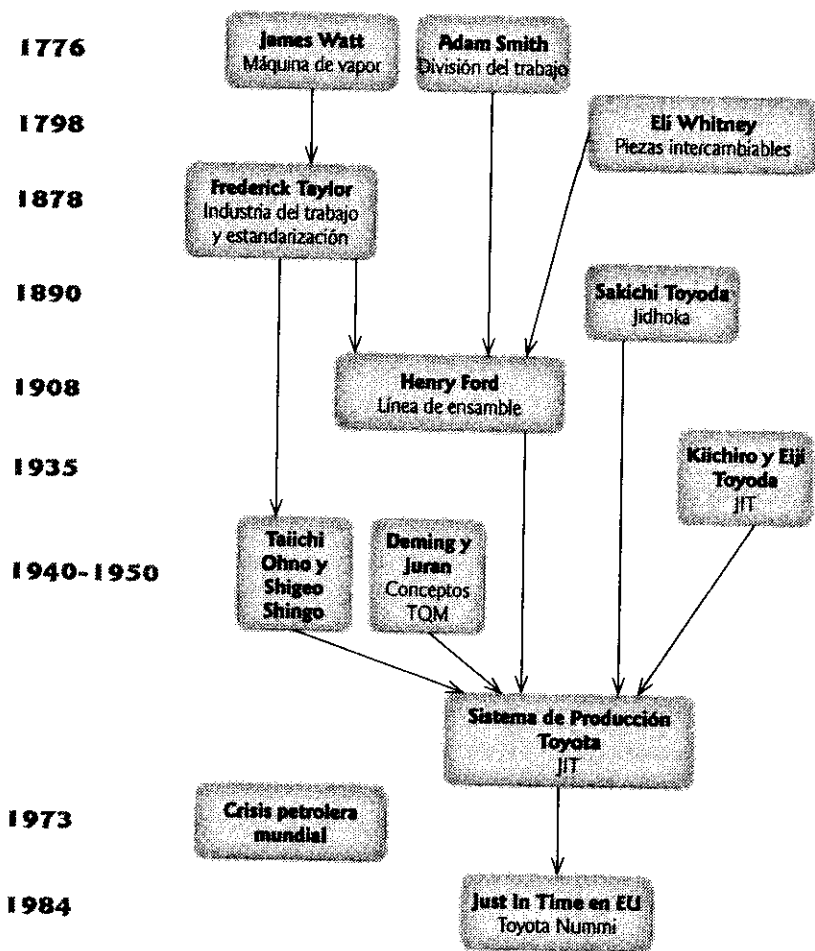 1776
James Watt
Máquina de vapor
Adam Smith
División del trabajo
1798
Eli Whitney
Piezas intercambiables
1878
Frederick Taylor
Industria del trabajo
y estandarización
1890
Sakichi Toyoda
Jidhoka
1908
Henry Ford
Línea de ensamble
1935
Kiichiro y Eiji
Toyoda
JIT
1940-1950
Taiichi
Ohno y
Shigeo
Shingo
Deming y
Juran
Conceptos
TQM
Sistema de Producción
Toyota
JIT
1973
Crisis petrolera
mundial
1984
Just In Time en EU
Toyota Nummi